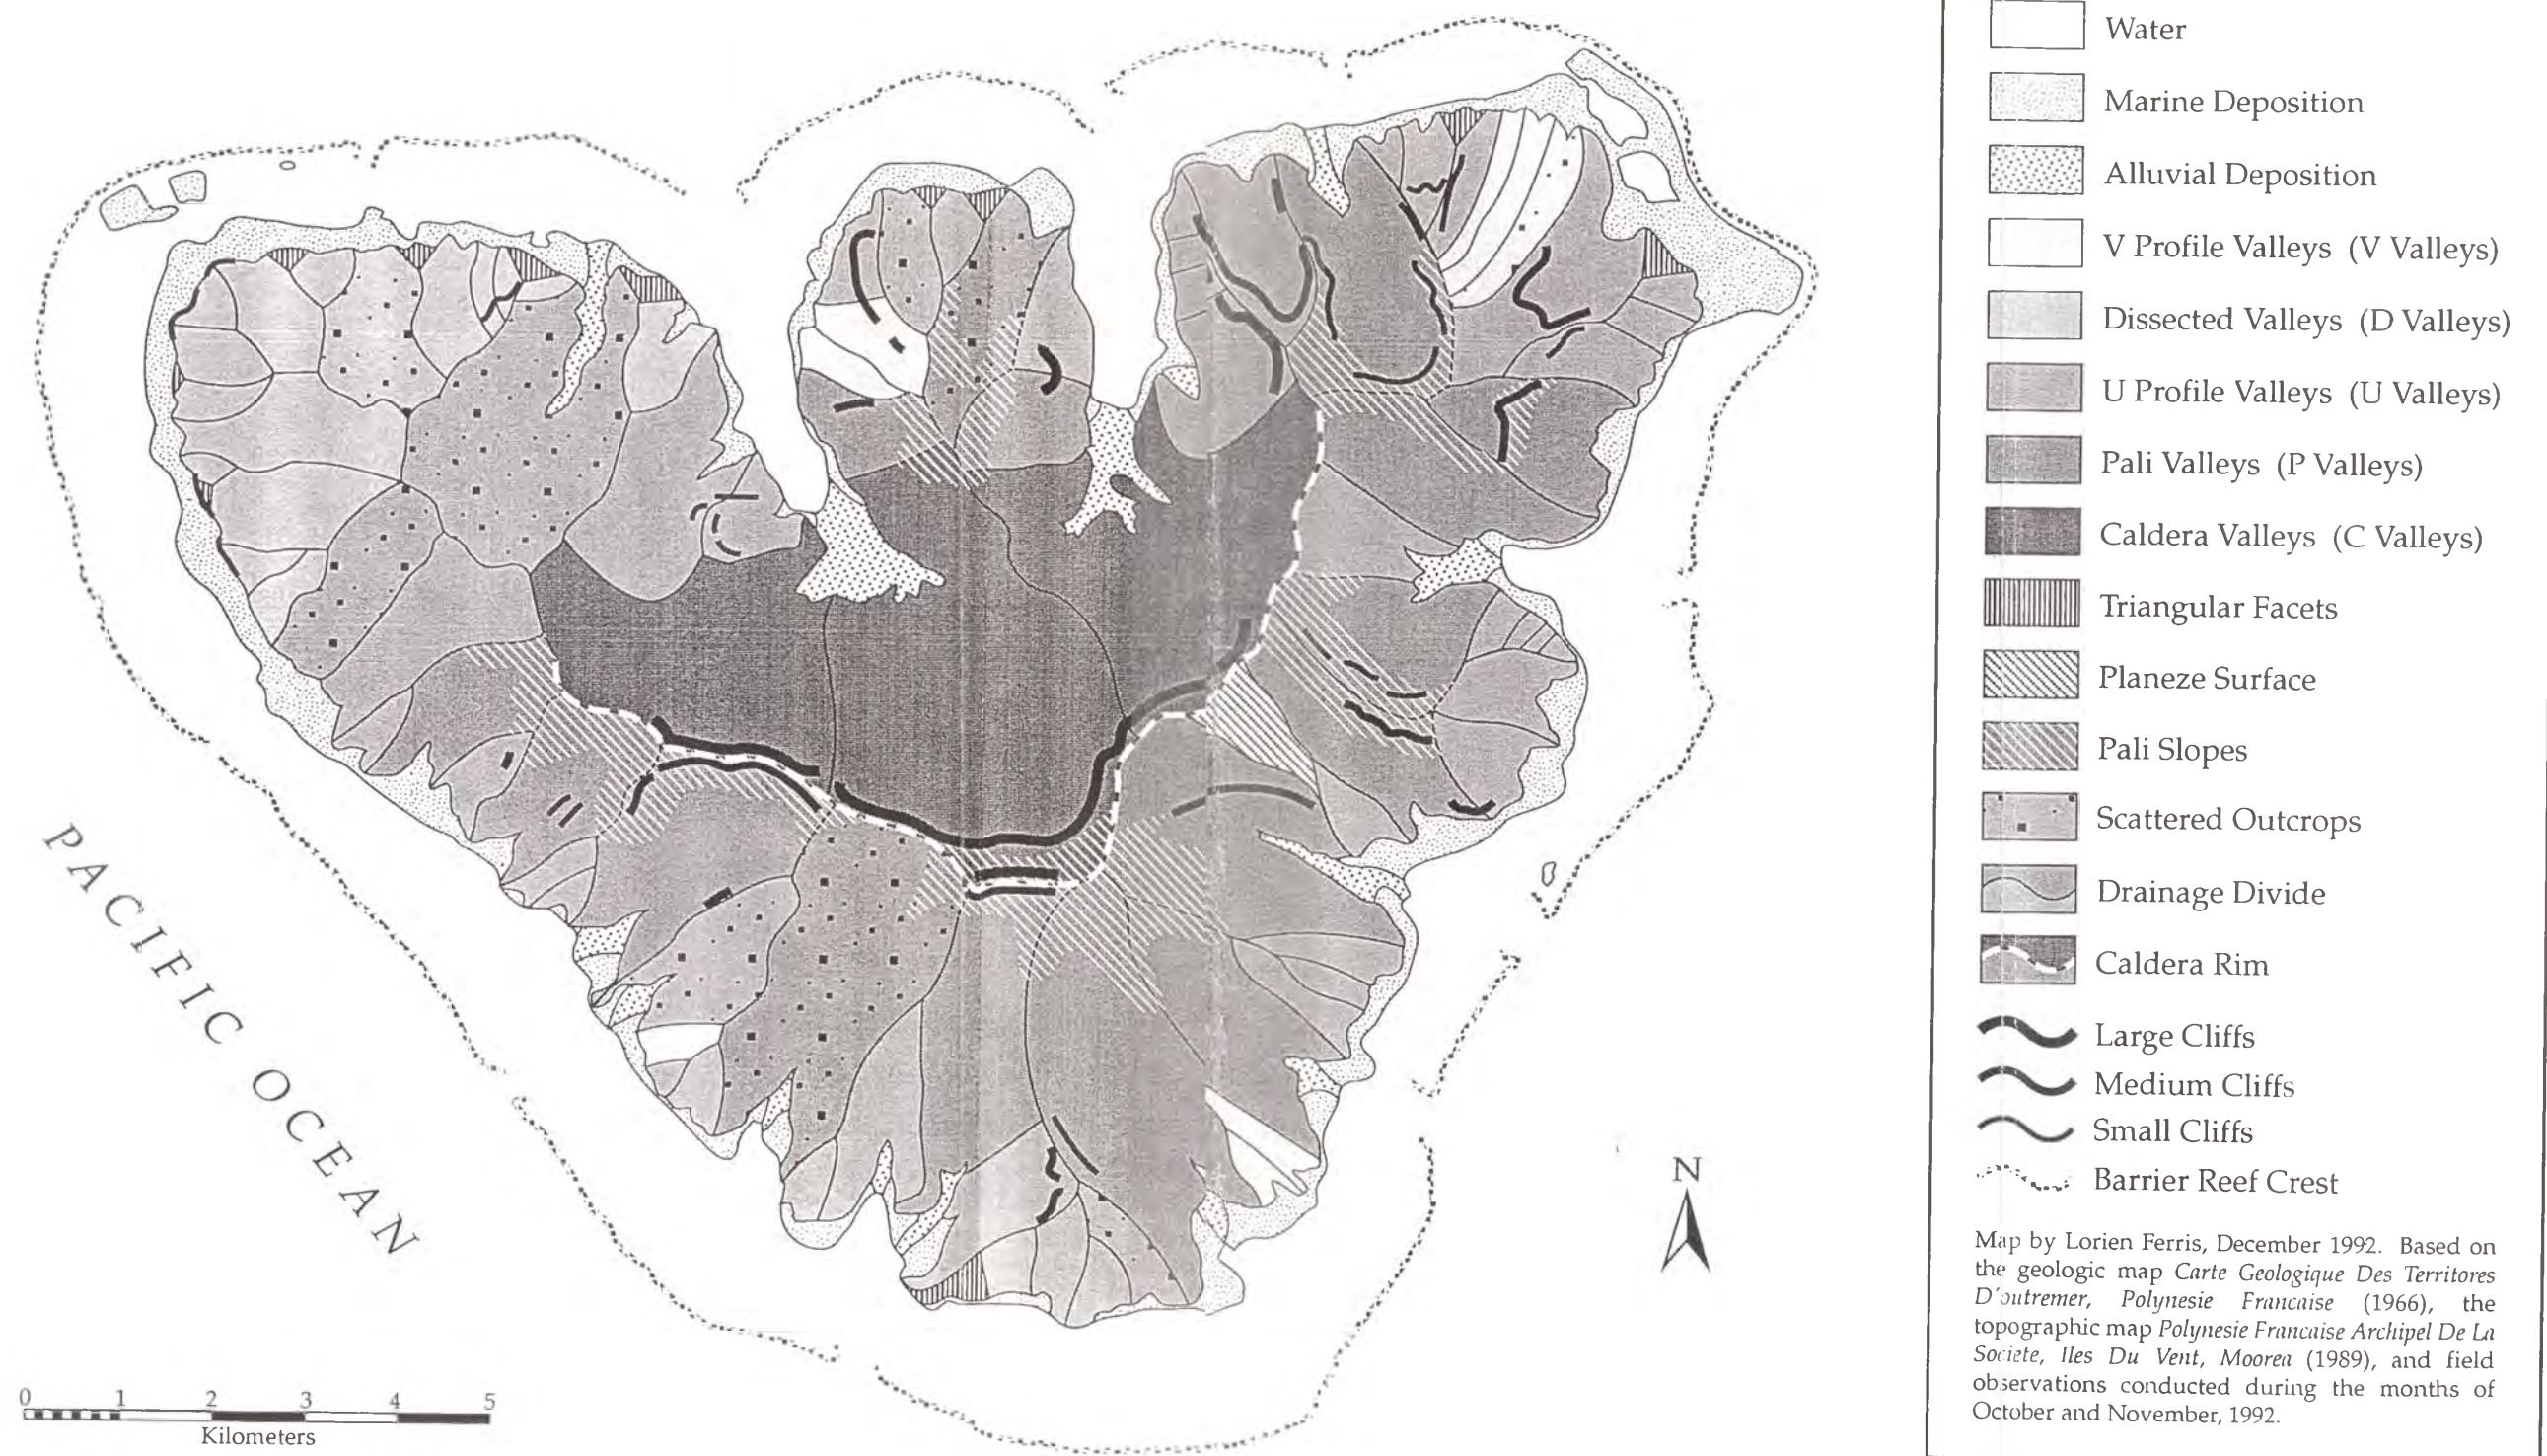 Water
Marine Deposition
Alluvial Deposition
V Profile Valleys (V Valleys)
Dissected Valleys (D Valleys)
U Profile Valleys (U Valleys)
Pali Valleys (P Valleys)
Caldera Valleys (C Valleys)
Triangular Facets
Planeze Surface
Pali Slopes
Scattered Outcrops
Drainage Divide
Caldera Rim
Large Cliffs
Medium Cliffs
Small Cliffs
Barrier Reef Crest
PACIFIC OCEAN
N
0 1 2 3 4 5
Kilometers
Map by Lorien Ferris, December 1992. Based on
the geologic map Carte Geologique Des Territores
D'outremer, Polynesie Francaise (1966), the
topographic map Polynesie Francaise Archipel De La
Societe, Iles Du Vent, Moorea (1989), and field
observations conducted during the months of
October and November, 1992.